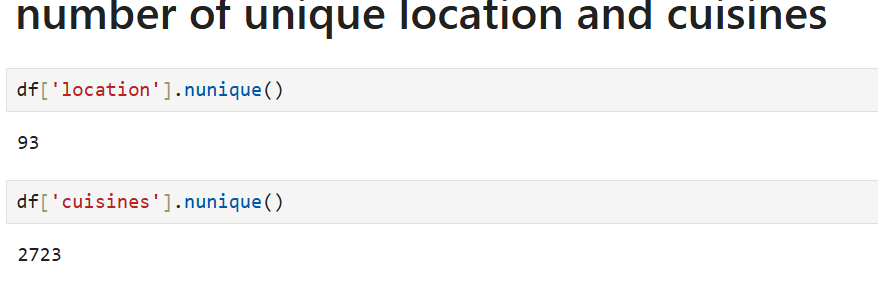 number of unique location and cuisines
df['location'].nunique()
93
df['cuisines'].nunique()
2723